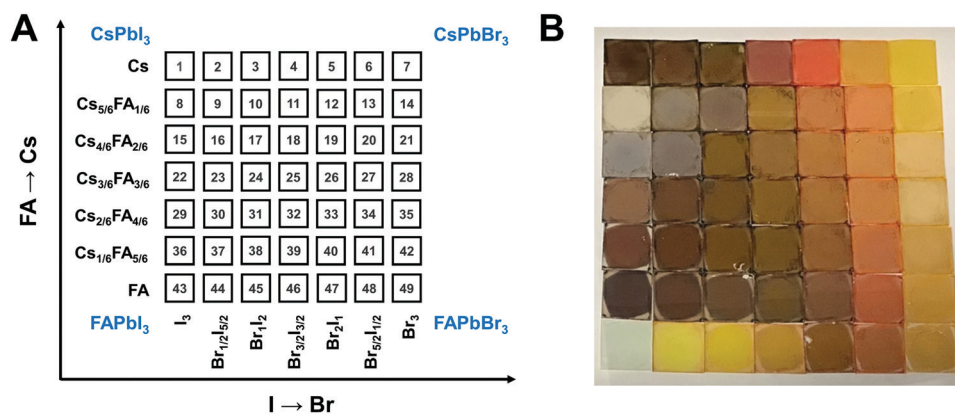 A
B
CsPbI₃
CsPbBr₃
Cs 1 2 3 4 5 6 7
Cs₅/₆FA₁/₆ 8 9 10 11 12 13 14
Cs₄/₆FA₂/₆ 15 16 17 18 19 20 21
Cs₃/₆FA₃/₆ 22 23 24 25 26 27 28
Cs₂/₆FA₄/₆ 29 30 31 32 33 34 35
Cs₁/₆FA₅/₆ 36 37 38 39 40 41 42
FA 43 44 45 46 47 48 49
FA → Cs
FAPbI₃
I₃
Br₁/₂I₅/₂
Br₁I₂
Br₃/₂I₃/₂
Br₂I₁
Br₅/₂I₁/₂
Br₃
FAPbBr₃
I → Br